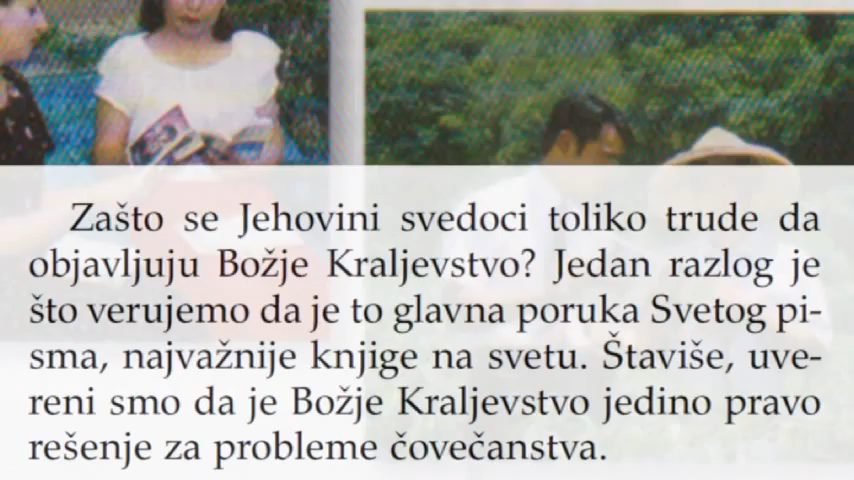 Zašto se Jehovini svedoci toliko trude da
objavljuju Božje Kraljevstvo? Jedan razlog je
što verujemo da je to glavna poruka Svetog pi-
sma, najvažnije knjige na svetu. Štaviše, uve-
reni smo da je Božje Kraljevstvo jedino pravo
rešenje za probleme čovečanstva.